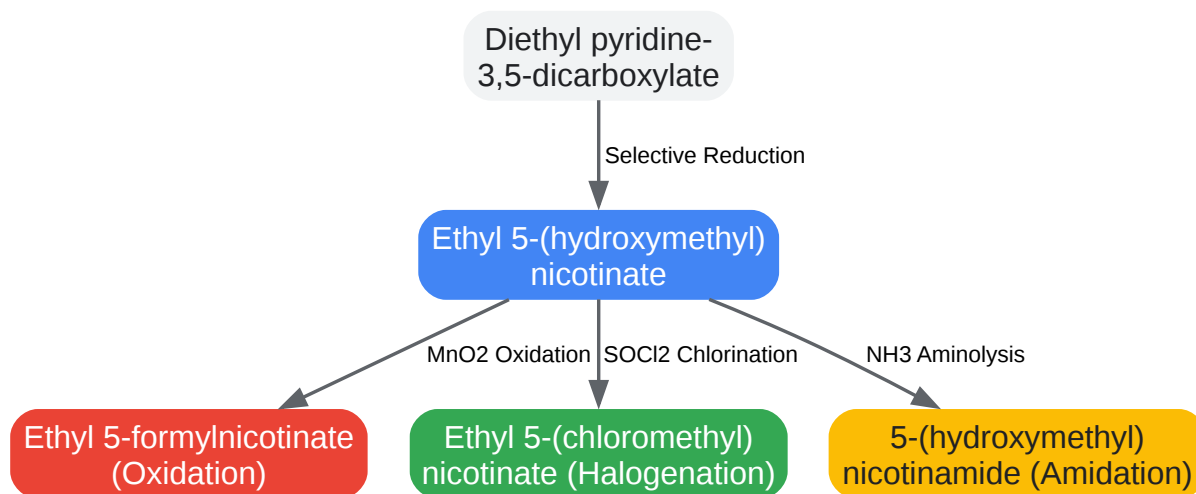 Diethyl pyridine-
3,5-dicarboxylate
Selective Reduction
Ethyl 5-(hydroxymethyl)
nicotinate
MnO2 Oxidation
SOCl2 Chlorination
NH3 Aminolysis
Ethyl 5-formylnicotinate
(Oxidation)
Ethyl 5-(chloromethyl)
nicotinate (Halogenation)
5-(hydroxymethyl)
nicotinamide (Amidation)